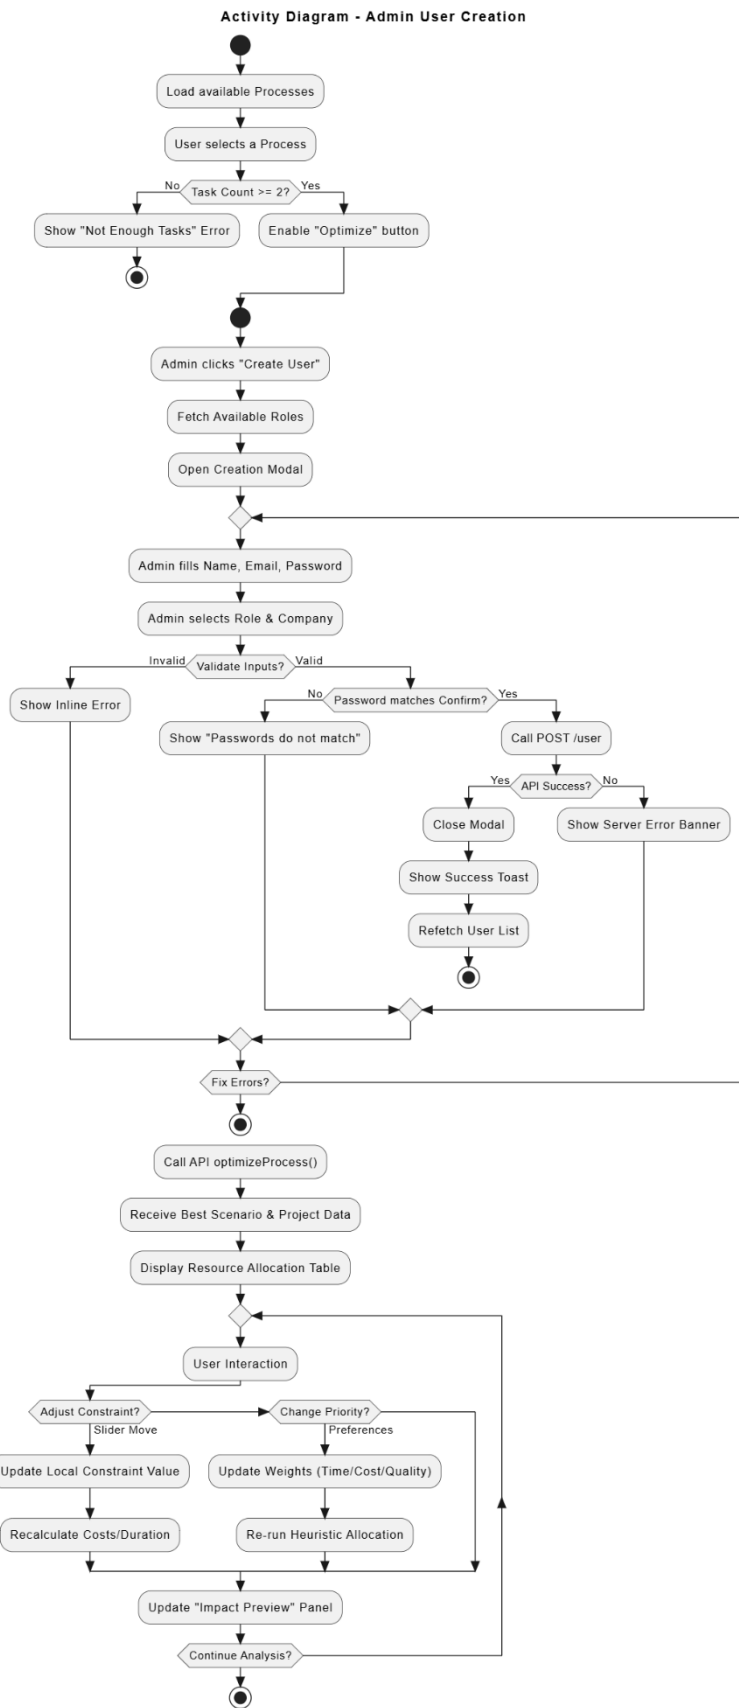 Activity Diagram - Admin User Creation
Load available Processes
User selects a Process
No
Task Count >= 2?
Yes
Show "Not Enough Tasks" Error
Enable "Optimize" button
Admin clicks "Create User"
Fetch Available Roles
Open Creation Modal
Admin fills Name, Email, Password
Admin selects Role & Company
Invalid
Validate Inputs?
Valid
Show Inline Error
No
Password matches Confirm?
Yes
Show "Passwords do not match"
Call POST /user
Yes
API Success?
No
Close Modal
Show Server Error Banner
Show Success Toast
Refetch User List
Fix Errors?
Call API optimizeProcess()
Receive Best Scenario & Project Data
Display Resource Allocation Table
User Interaction
Adjust Constraint?
Change Priority?
Slider Move
Preferences
Update Local Constraint Value
Update Weights (Time/Cost/Quality)
Recalculate Costs/Duration
Re-run Heuristic Allocation
Update "Impact Preview" Panel
Continue Analysis?